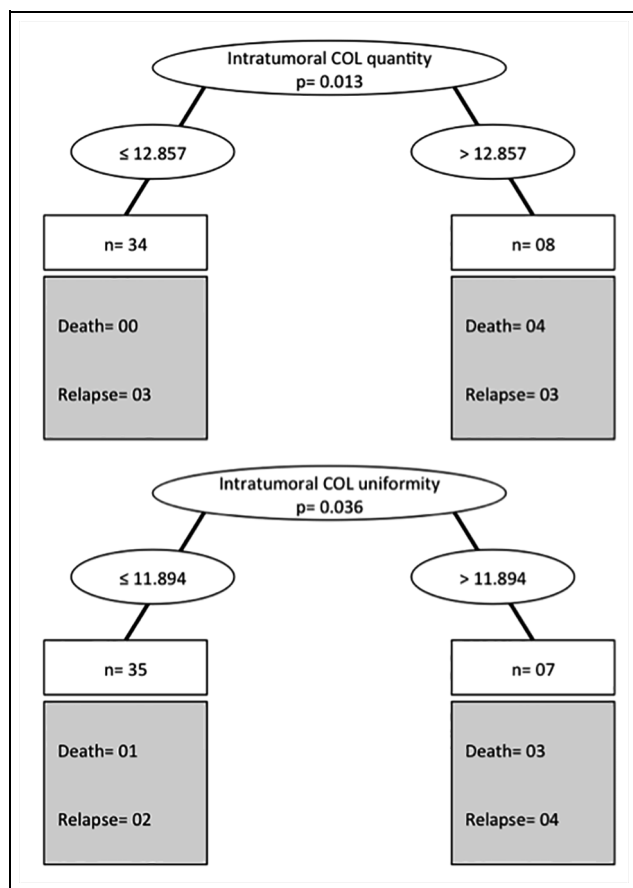 Intratumoral COL quantity
p= 0.013
≤ 12.857
> 12.857
n= 34
n= 08
Death= 00
Death= 04
Relapse= 03
Relapse= 03
Intratumoral COL uniformity
p= 0.036
≤ 11.894
> 11.894
n= 35
n= 07
Death= 01
Death= 03
Relapse= 02
Relapse= 04